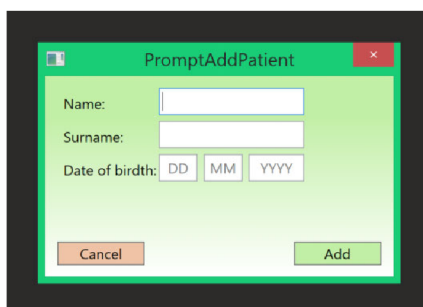 PromptAddPatient
Name:
Surname:
Date of birdth: DD MM YYYY
Cancel Add